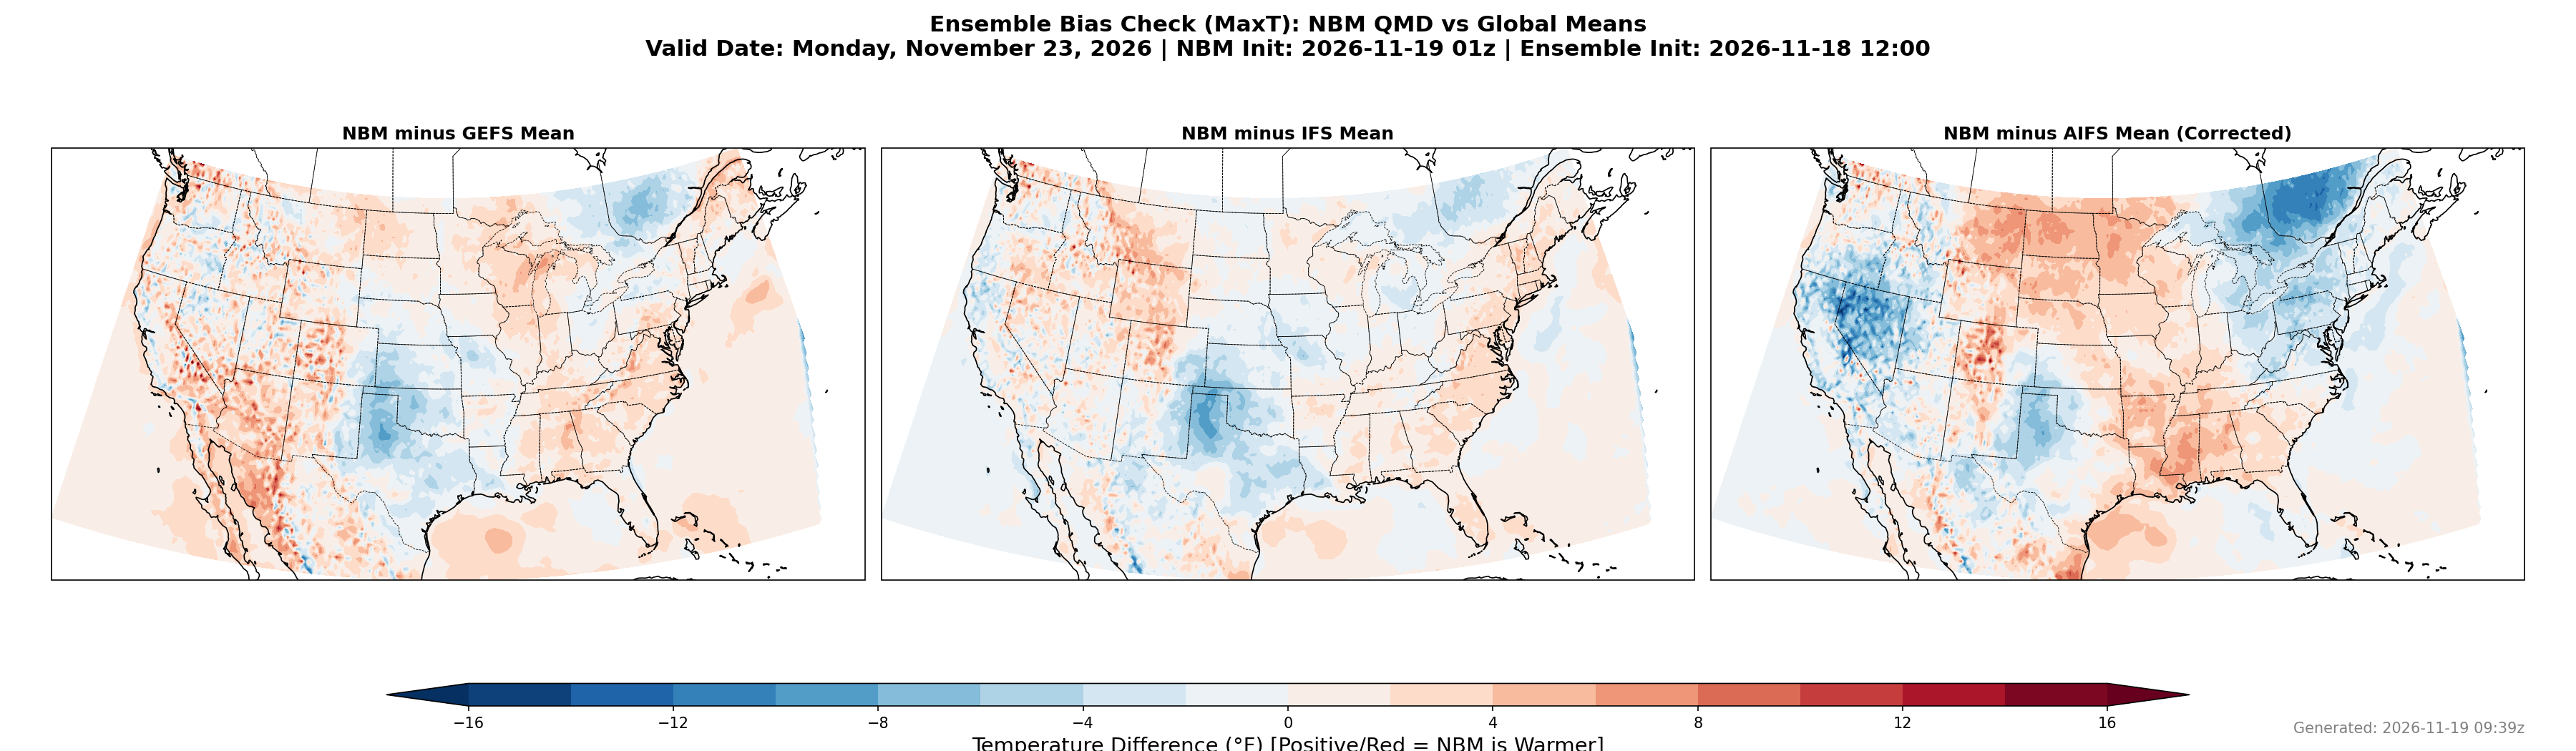 Ensemble Bias Check (MaxT): NBM QMD vs Global Means
Valid Date: Monday, November 23, 2026 | NBM Init: 2026-11-19 01z | Ensemble Init: 2026-11-18 12:00
NBM minus GEFS Mean
NBM minus IFS Mean
NBM minus AIFS Mean (Corrected)
−16 −12 −8 −4 0 4 8 12 16
Temperature Difference (°F) [Positive/Red = NBM is Warmer]
Generated: 2026-11-19 09:39z